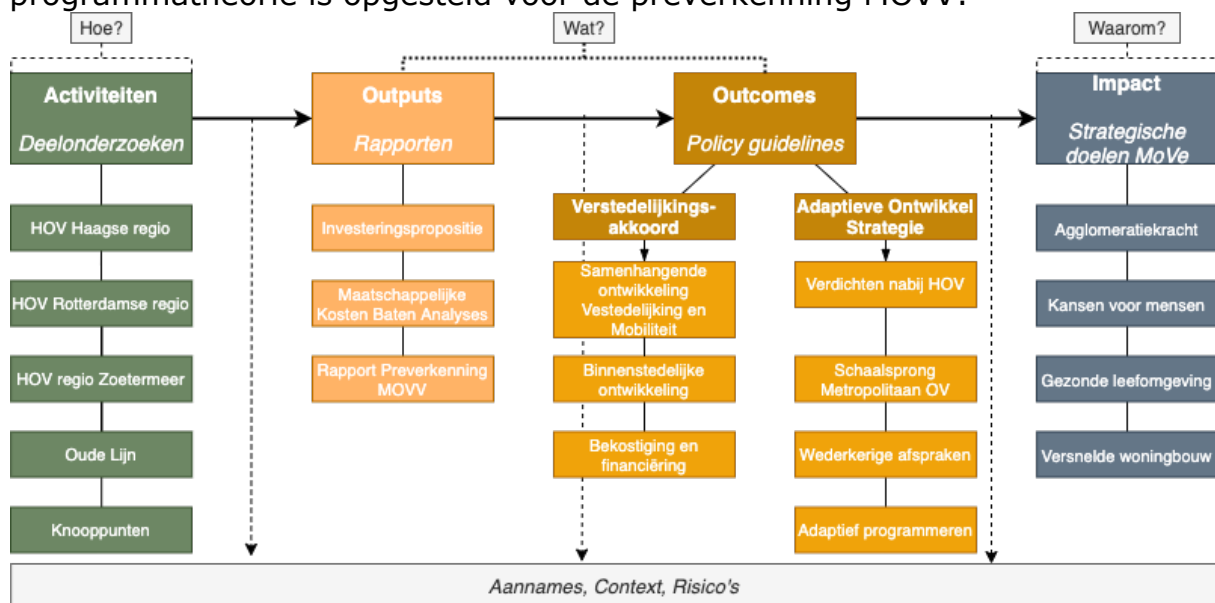 programmatheorie is opgesteld voor de preverkenning MOVV.
Hoe?
Wat?
Waarom?
Activiteiten
Deelonderzoeken
Outputs
Rapporten
Outcomes
Policy guidelines
Impact
Strategische
doelen MoVe
HOV Haagse regio
HOV Rotterdamse regio
HOV regio Zoetermeer
Oude Lijn
Knooppunten
Investeringspropositie
Maatschappelijke
Kosten Baten Analyses
Rapport Preverkenning
MOVV
Verstedelijkings-
akkoord
Samenhangende
ontwikkeling
Vestedelijking en
Mobiliteit
Binnenstedelijke
ontwikkeling
Bekostiging en
financiëring
Adaptieve Ontwikkel
Strategie
Verdichten nabij HOV
Schaalsprong
Metropolitaan OV
Wederkerige afspraken
Adaptief programmeren
Agglomeratiekracht
Kansen voor mensen
Gezonde leefomgeving
Versnelde woningbouw
Aannames, Context, Risico's